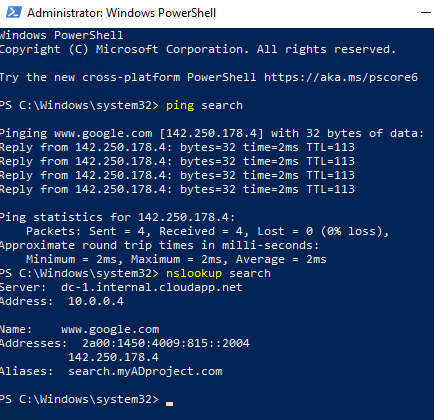 Administrator: Windows PowerShell
Windows PowerShell
Copyright (C) Microsoft Corporation. All rights reserved.
Try the new cross-platform PowerShell https://aka.ms/pscore6
PS C:\Windows\system32> ping search
Pinging www.google.com [142.250.178.4] with 32 bytes of data:
Reply from 142.250.178.4: bytes=32 time=2ms TTL=113
Reply from 142.250.178.4: bytes=32 time=2ms TTL=113
Reply from 142.250.178.4: bytes=32 time=2ms TTL=113
Reply from 142.250.178.4: bytes=32 time=2ms TTL=113
Ping statistics for 142.250.178.4:
    Packets: Sent = 4, Received = 4, Lost = 0 (0% loss),
Approximate round trip times in milli-seconds:
    Minimum = 2ms, Maximum = 2ms, Average = 2ms
PS C:\Windows\system32> nslookup search
Server:  dc-1.internal.cloudapp.net
Address:  10.0.0.4
Name:    www.google.com
Addresses:  2a00:1450:4009:815::2004
          142.250.178.4
Aliases:  search.myADproject.com
PS C:\Windows\system32>